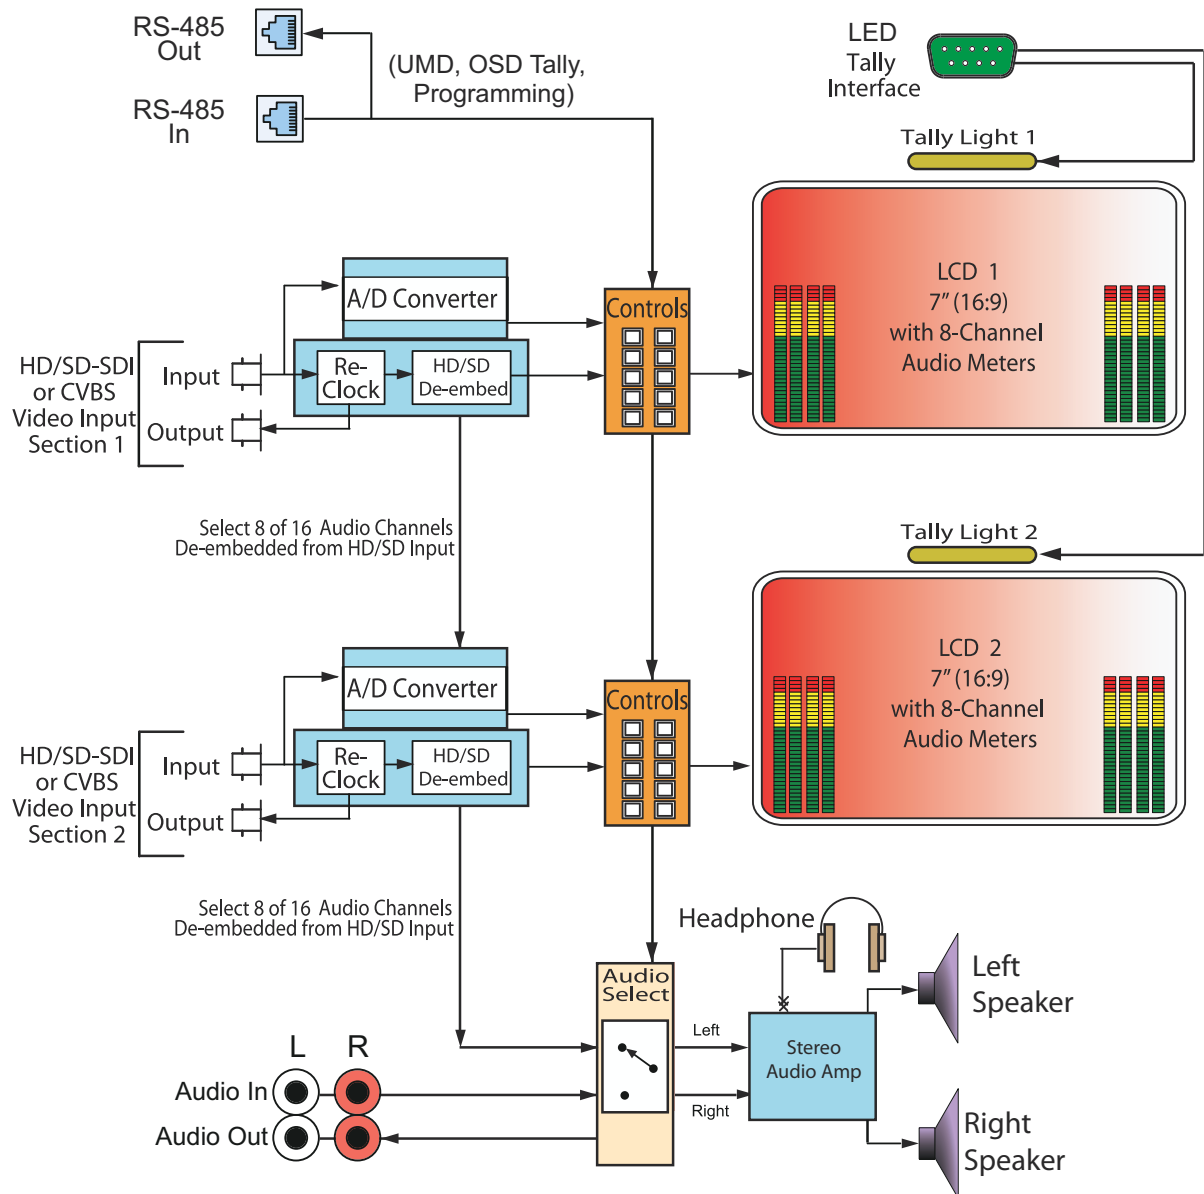 RS-485
Out
RS-485
In
(UMD, OSD Tally,
Programming)
LED
Tally
Interface
Tally Light 1
A/D Converter
Re-
Clock
HD/SD
De-embed
HD/SD-SDI
or CVBS
Video Input
Section 1
Input
Output
Controls
LCD 1
7" (16:9)
with 8-Channel
Audio Meters
Select 8 of 16 Audio Channels
De-embedded from HD/SD Input
Tally Light 2
A/D Converter
Re-
Clock
HD/SD
De-embed
HD/SD-SDI
or CVBS
Video Input
Section 2
Input
Output
Controls
LCD 2
7" (16:9)
with 8-Channel
Audio Meters
Select 8 of 16 Audio Channels
De-embedded from HD/SD Input
Headphone
Audio
Select
Left
Right
Stereo
Audio Amp
Left
Speaker
Right
Speaker
L R
Audio In
Audio Out